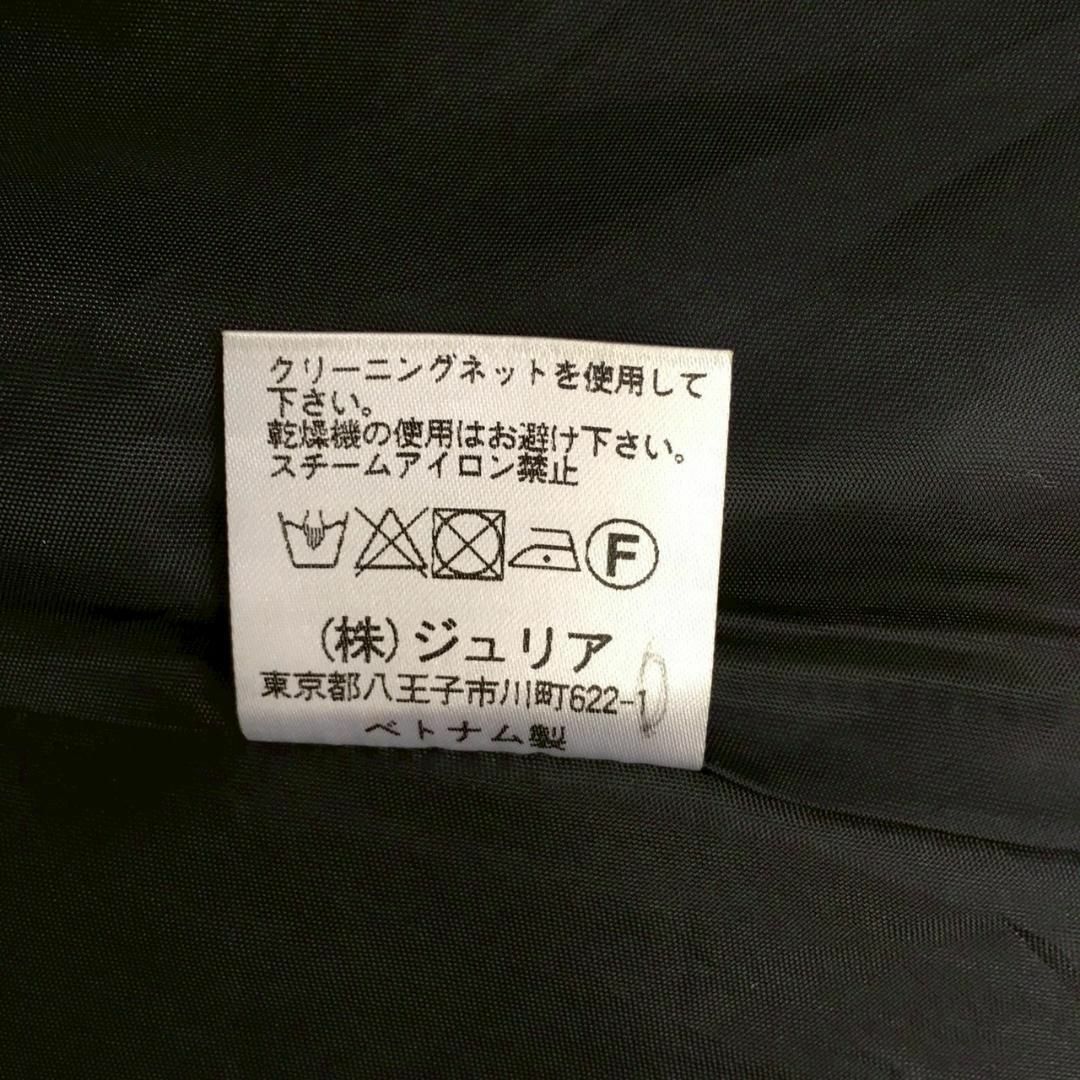 クリーニングネットを使用して
下さい。
乾燥機の使用はお避け下さい。
スチームアイロン禁止
F
(株)ジュリア
東京都八王子市川町622-1
ベトナム製